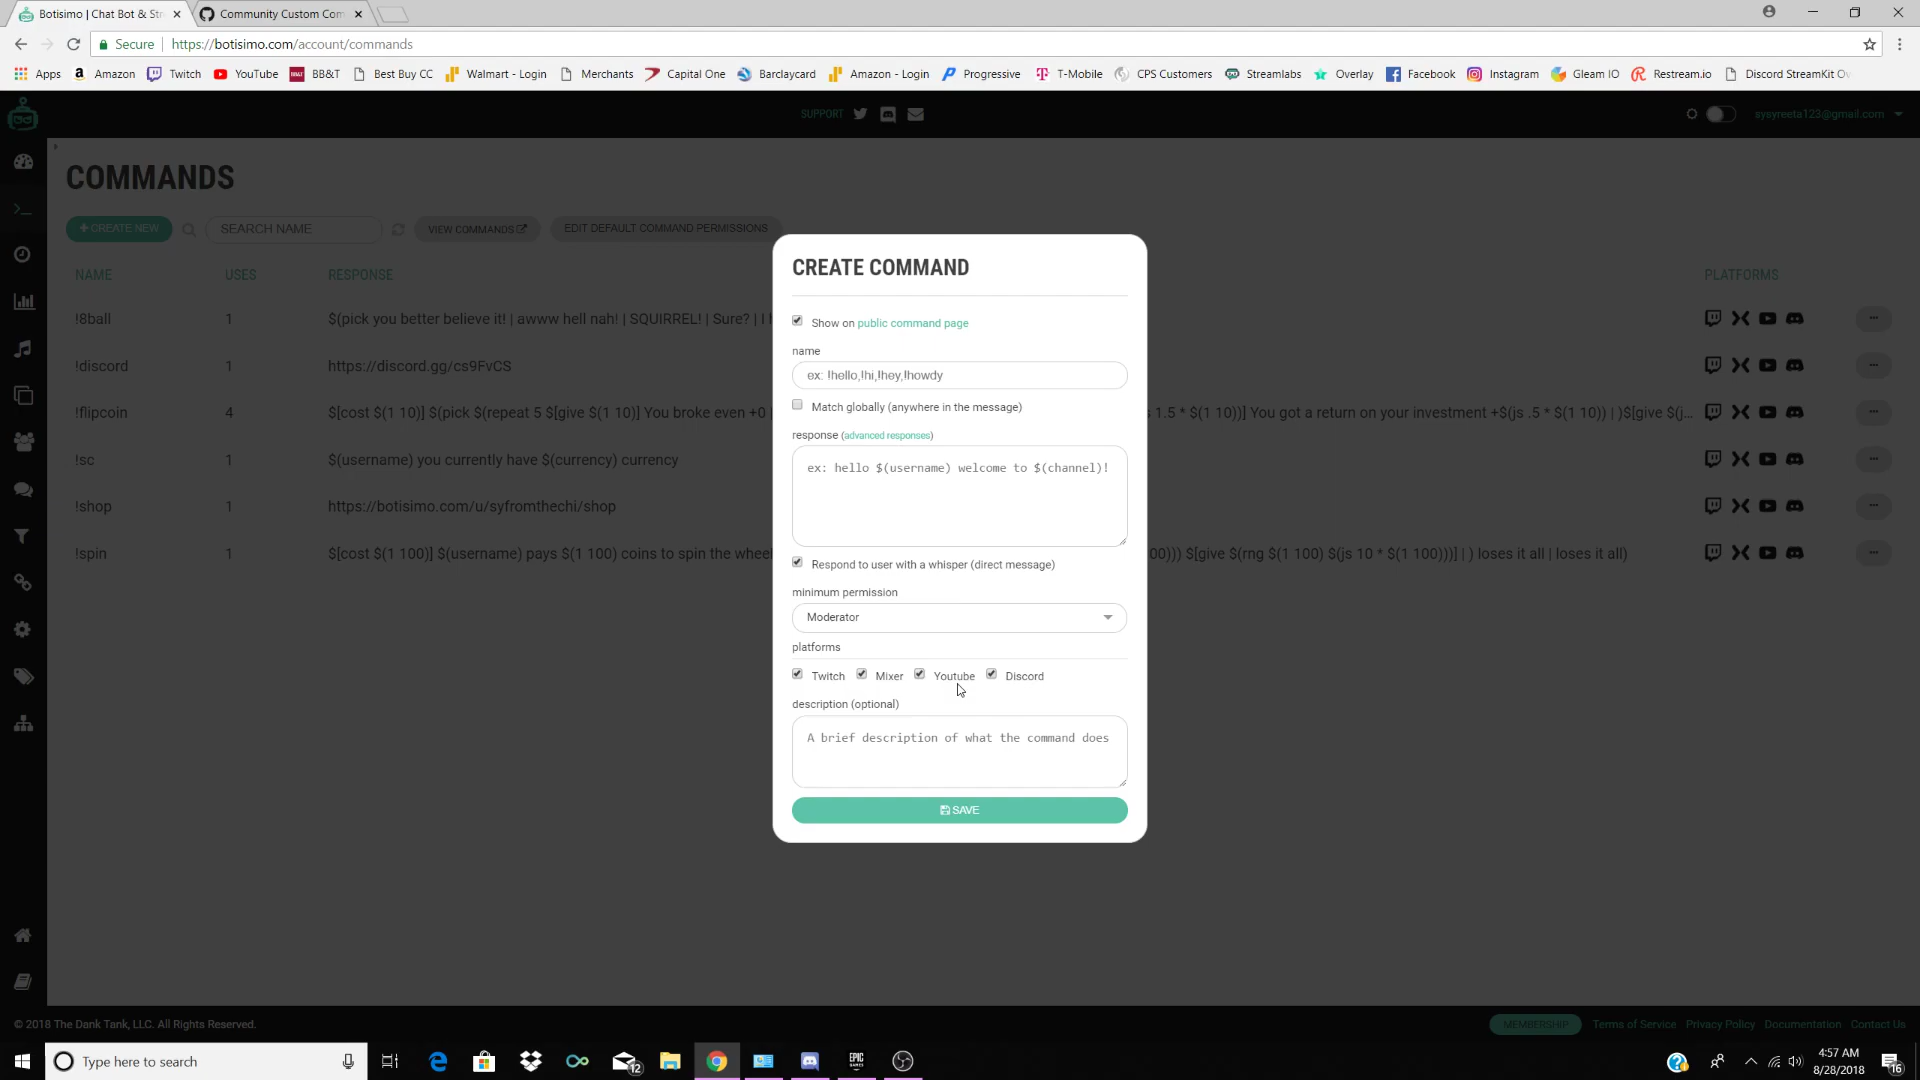 Botisimo | Chat Bot & Str
Community Custom Com
Secure https://botisimo.com/account/commands
Apps Amazon Twitch YouTube BB&T Best Buy CC Walmart - Login Merchants Capital One Barclaycard Amazon - Login Progressive T-Mobile CPS Customers Streamlabs Overlay Facebook Instagram Gleam IO Restream.io Discord StreamKit Ov
SUPPORT
sysyreeta123@gmail.com
COMMANDS
+ CREATE NEW SEARCH NAME VIEW COMMANDS EDIT DEFAULT COMMAND PERMISSIONS
NAME USES RESPONSE PLATFORMS
!8ball 1 $(pick you better believe it! | awww hell nah! | SQUIRREL! | Sure? | I
!discord 1 https://discord.gg/cs9FvCS
!flipcoin 4 $[cost $(1 10)] $(pick $(repeat 5 $[give $(1 10)] You broke even +0 | 1.5 * $(1 10))] You got a return on your investment +$(js .5 * $(1 10)) | )$[give $(j...
!sc 1 $(username) you currently have $(currency) currency
!shop 1 https://botisimo.com/u/syfromthechi/shop
!spin 1 $[cost $(1 100)] $(username) pays $(1 100) coins to spin the wheel 00))) $[give $(rng $(1 100) $(js 10 * $(1 100)))] | ) loses it all | loses it all)
CREATE COMMAND
Show on public command page
name
ex: !hello,!hi,!hey,!howdy
Match globally (anywhere in the message)
response (advanced responses)
ex: hello $(username) welcome to $(channel)!
Respond to user with a whisper (direct message)
minimum permission
Moderator
platforms
Twitch Mixer Youtube Discord
description (optional)
A brief description of what the command does
SAVE
© 2018 The Dank Tank, LLC. All Rights Reserved.
MEMBERSHIP Terms of Service Privacy Policy Documentation Contact Us
Type here to search
12
EPIC GAMES
4:57 AM
8/28/2018
16